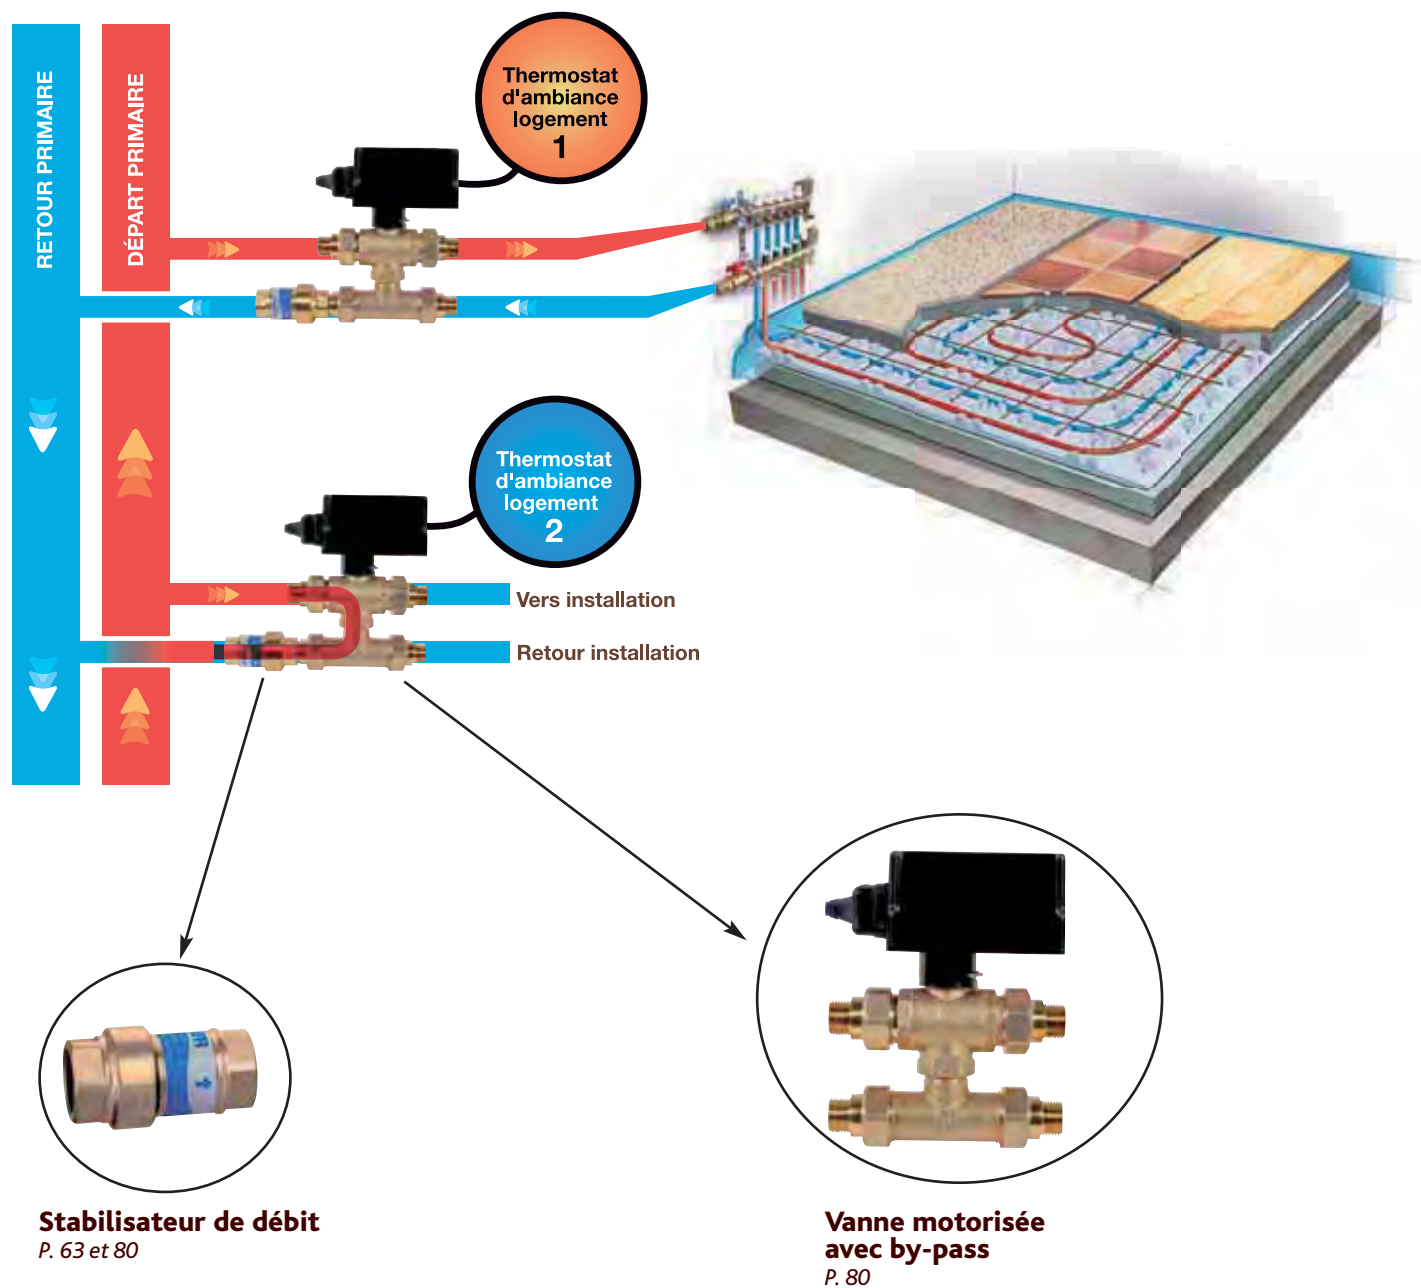 RETOUR PRIMAIRE
DÉPART PRIMAIRE
Thermostat
d'ambiance
logement
1
Thermostat
d'ambiance
logement
2
Vers installation
Retour installation
Stabilisateur de débit
P. 63 et 80
Vanne motorisée
avec by-pass
P. 80